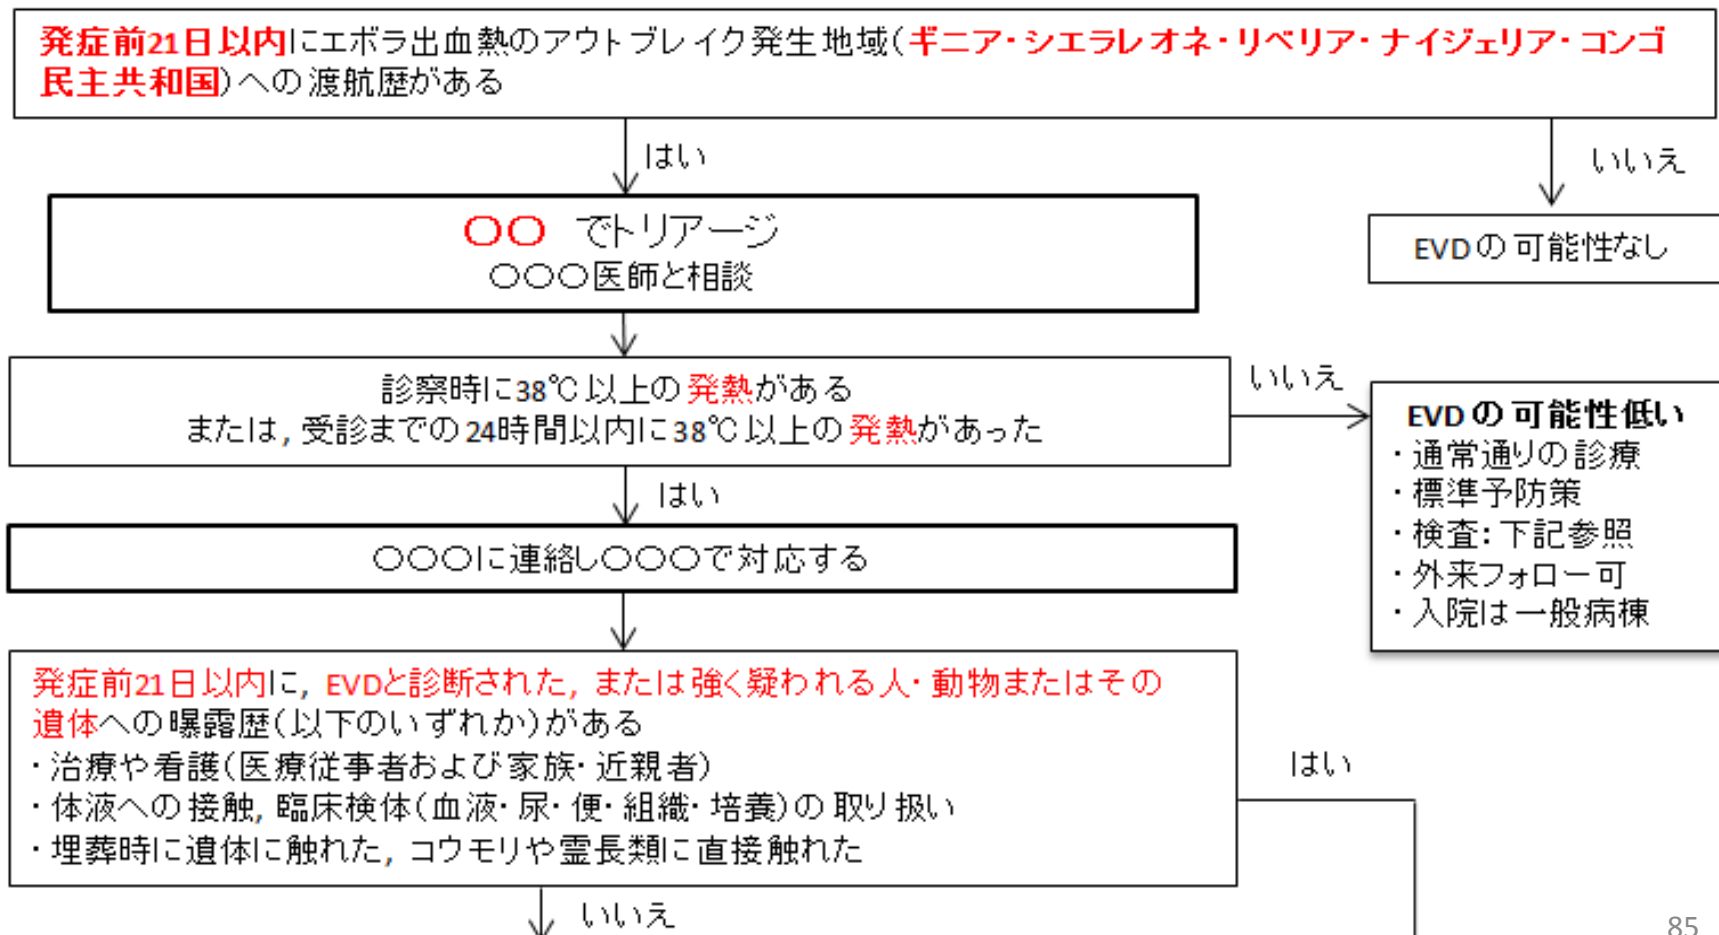 発症前21日以内にエボラ出血熱のアウトブレイク発生地域(ギニア・シエラレオネ・リベリア・ナイジェリア・コンゴ
民主共和国)への渡航歴がある
はい
いいえ
〇〇 でトリアージ
〇〇〇医師と相談
EVDの可能性なし
診察時に38℃以上の発熱がある
または, 受診までの24時間以内に38℃以上の発熱があった
いいえ
EVDの可能性低い
・通常通りの診療
・標準予防策
・検査:下記参照
・外来フォロー可
・入院は一般病棟
はい
〇〇〇に連絡し〇〇〇で対応する
発症前21日以内に, EVDと診断された, または強く疑われる人・動物またはその
遺体への曝露歴(以下のいずれか)がある
・治療や看護(医療従事者および家族・近親者)
・体液への接触, 臨床検体(血液・尿・便・組織・培養)の取り扱い
・埋葬時に遺体に触れた, コウモリや霊長類に直接触れた
はい
いいえ
85